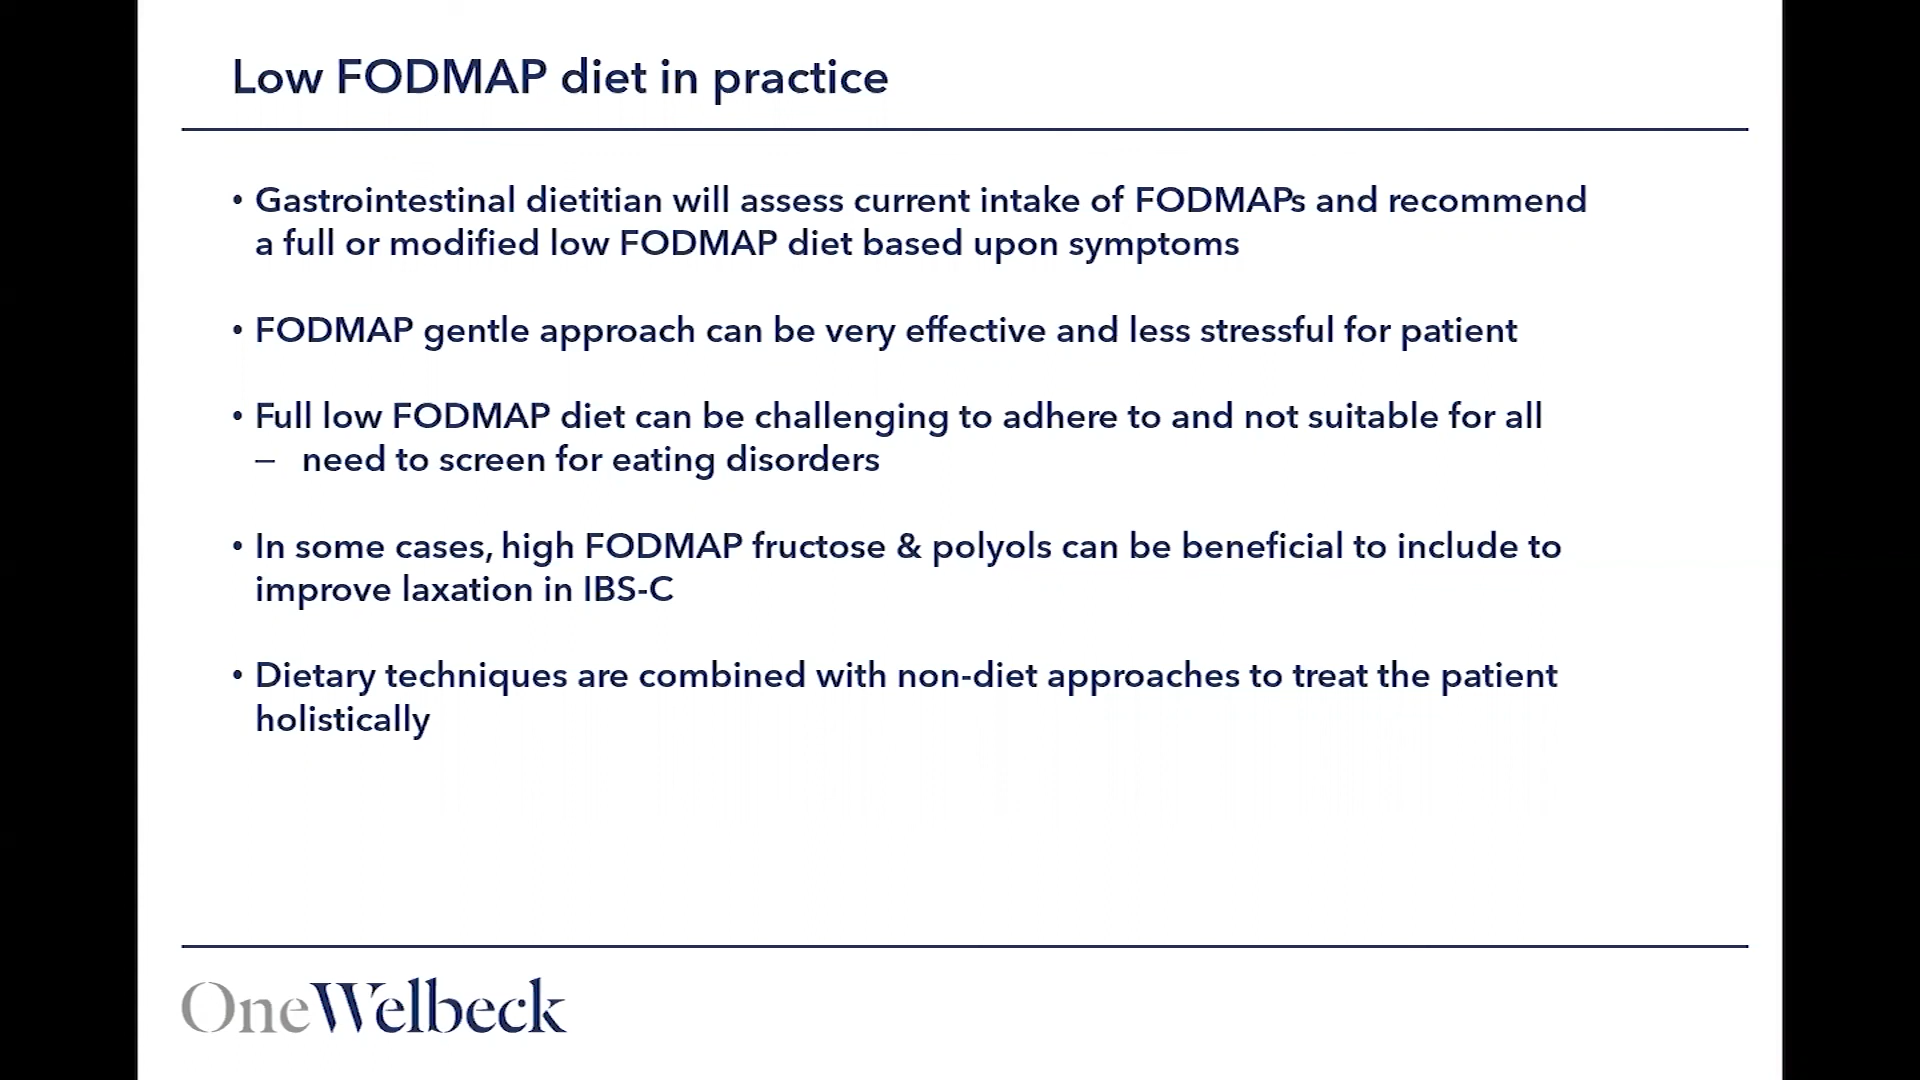 Low FODMAP diet in practice
• Gastrointestinal dietitian will assess current intake of FODMAPs and recommend
a full or modified low FODMAP diet based upon symptoms
• FODMAP gentle approach can be very effective and less stressful for patient
• Full low FODMAP diet can be challenging to adhere to and not suitable for all
– need to screen for eating disorders
• In some cases, high FODMAP fructose & polyols can be beneficial to include to
improve laxation in IBS-C
• Dietary techniques are combined with non-diet approaches to treat the patient
holistically
OneWelbeck